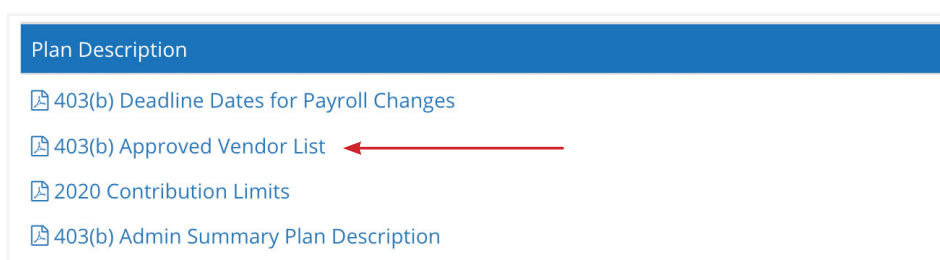 Plan Description
403(b) Deadline Dates for Payroll Changes
403(b) Approved Vendor List
2020 Contribution Limits
403(b) Admin Summary Plan Description